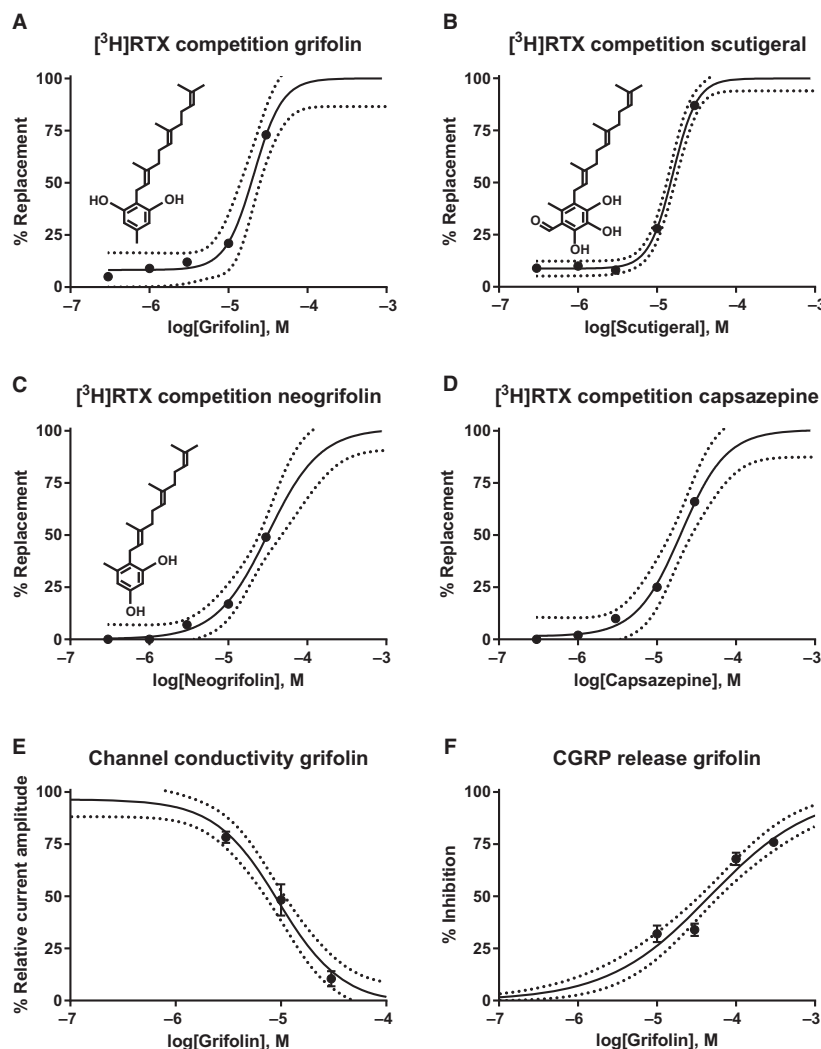 A
[³H]RTX competition grifolin
% Replacement
100
75
50
25
0
HO
OH
–7
–6
–5
–4
–3
log[Grifolin], M
B
[³H]RTX competition scutigeral
% Replacement
100
75
50
25
0
OH
O
OH
OH
–7
–6
–5
–4
–3
log[Scutigeral], M
C
[³H]RTX competition neogrifolin
% Replacement
100
75
50
25
0
OH
OH
–7
–6
–5
–4
–3
log[Neogrifolin], M
D
[³H]RTX competition capsazepine
% Replacement
100
75
50
25
0
–7
–6
–5
–4
–3
log[Capsazepine], M
E
Channel conductivity grifolin
% Relative current amplitude
100
75
50
25
0
–7
–6
–5
–4
log[Grifolin], M
F
CGRP release grifolin
% Inhibition
100
75
50
25
0
–7
–6
–5
–4
–3
log[Grifolin], M